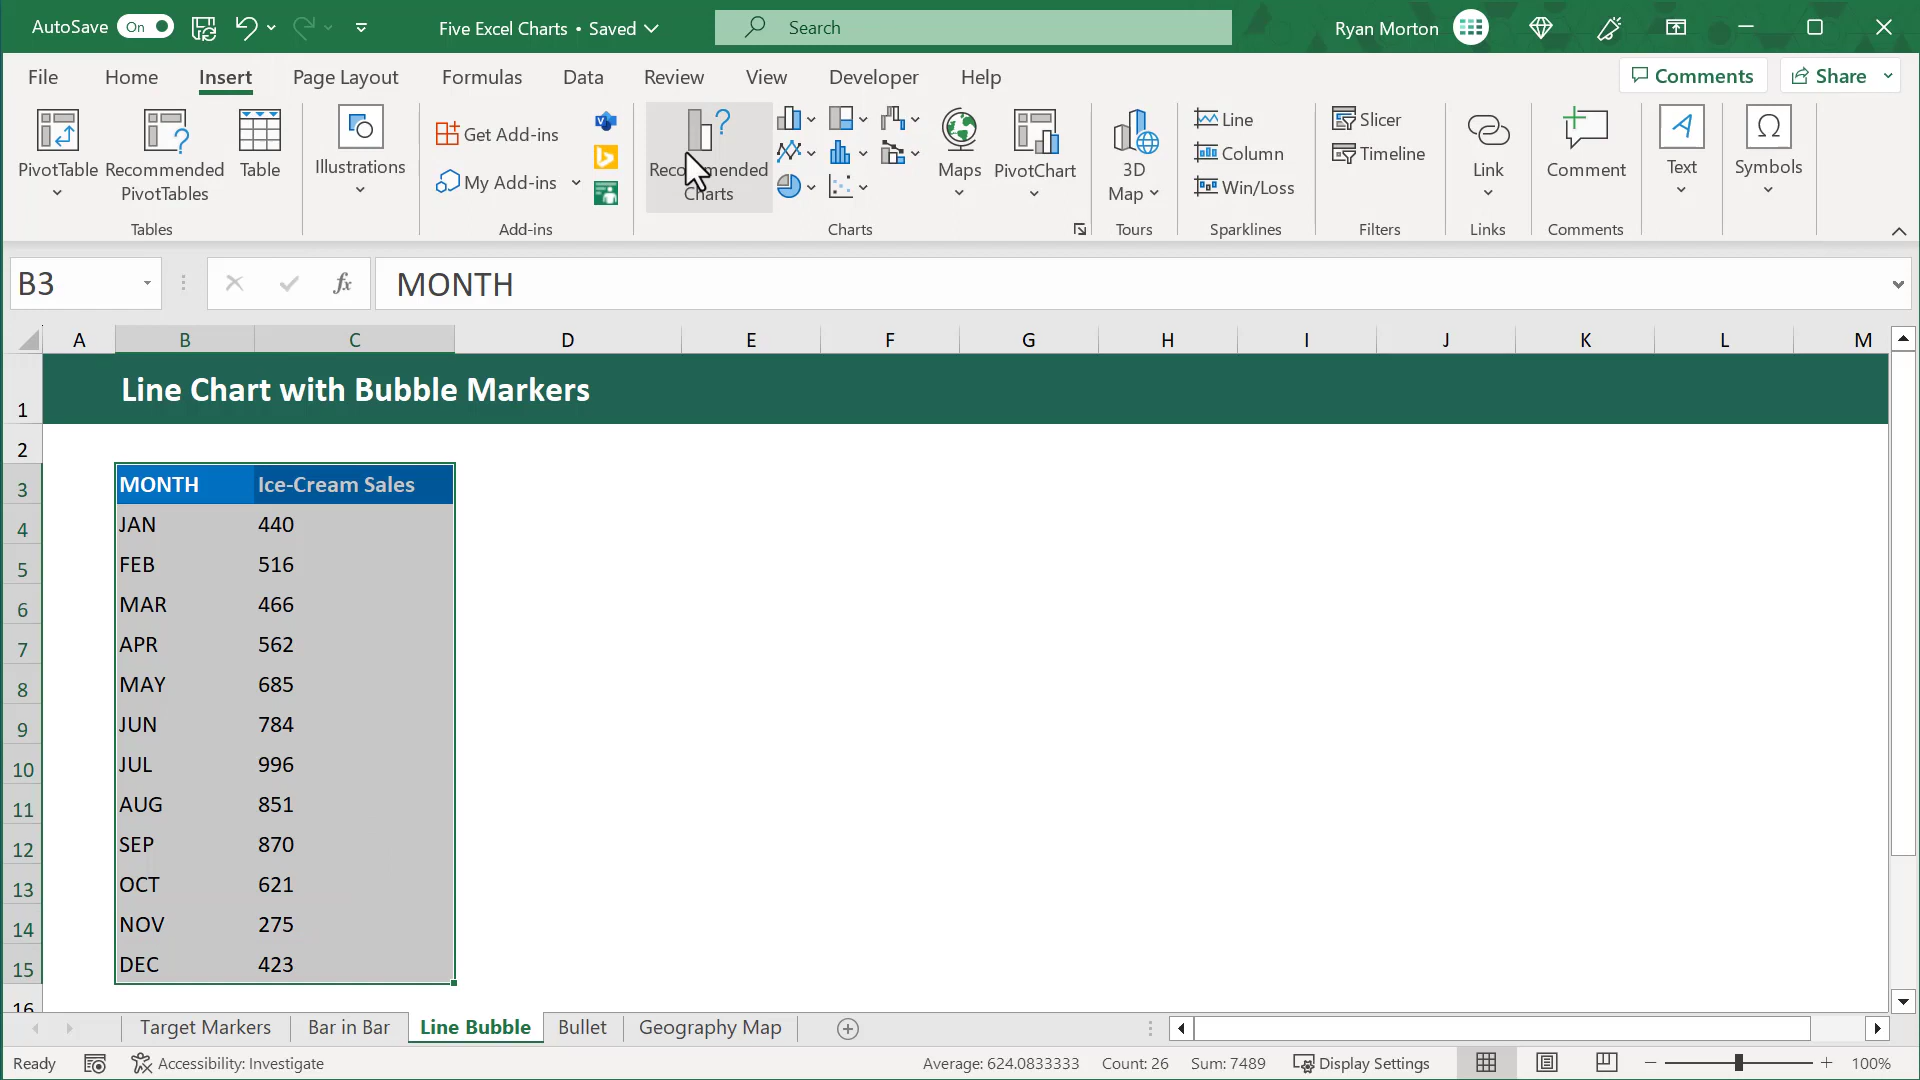 AutoSave On Five Excel Charts • Saved Search Ryan Morton
File Home Insert Page Layout Formulas Data Review View Developer Help Comments Share
PivotTable
Recommended
PivotTables
Table
Tables
Illustrations
Get Add-ins
My Add-ins
Add-ins
Recommended
Charts
Maps
PivotChart
Charts
3D
Map
Tours
Line
Column
Win/Loss
Sparklines
Slicer
Timeline
Filters
Link
Links
Comment
Comments
Text
Symbols
B3 fx MONTH
A B C D E F G H I J K L M
1 Line Chart with Bubble Markers
2
3 MONTH Ice-Cream Sales
4 JAN 440
5 FEB 516
6 MAR 466
7 APR 562
8 MAY 685
9 JUN 784
10 JUL 996
11 AUG 851
12 SEP 870
13 OCT 621
14 NOV 275
15 DEC 423
16
Target Markers Bar in Bar Line Bubble Bullet Geography Map
Ready Accessibility: Investigate Average: 624.0833333 Count: 26 Sum: 7489 Display Settings 100%